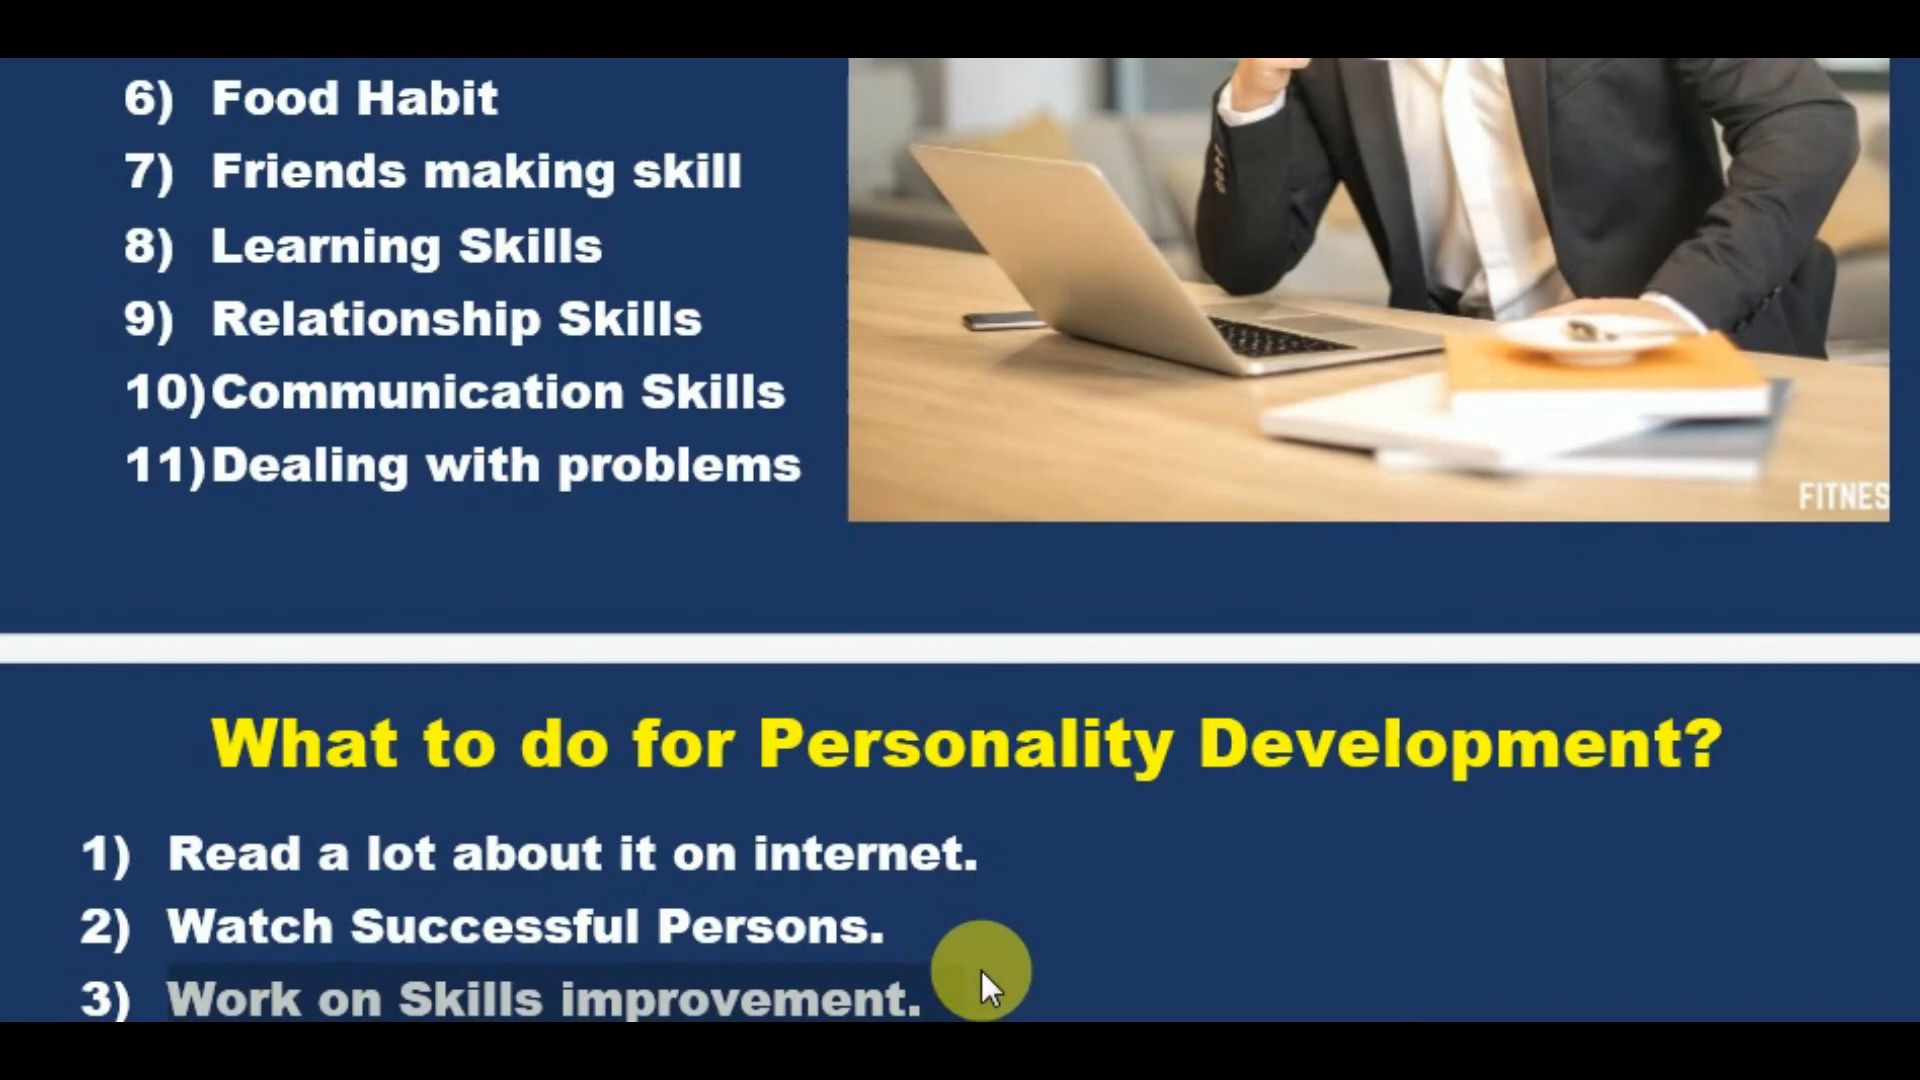 6) Food Habit
7) Friends making skill
8) Learning Skills
9) Relationship Skills
10) Communication Skills
11) Dealing with problems
FITNES
What to do for Personality Development?
1) Read a lot about it on internet.
2) Watch Successful Persons.
3) Work on Skills improvement.